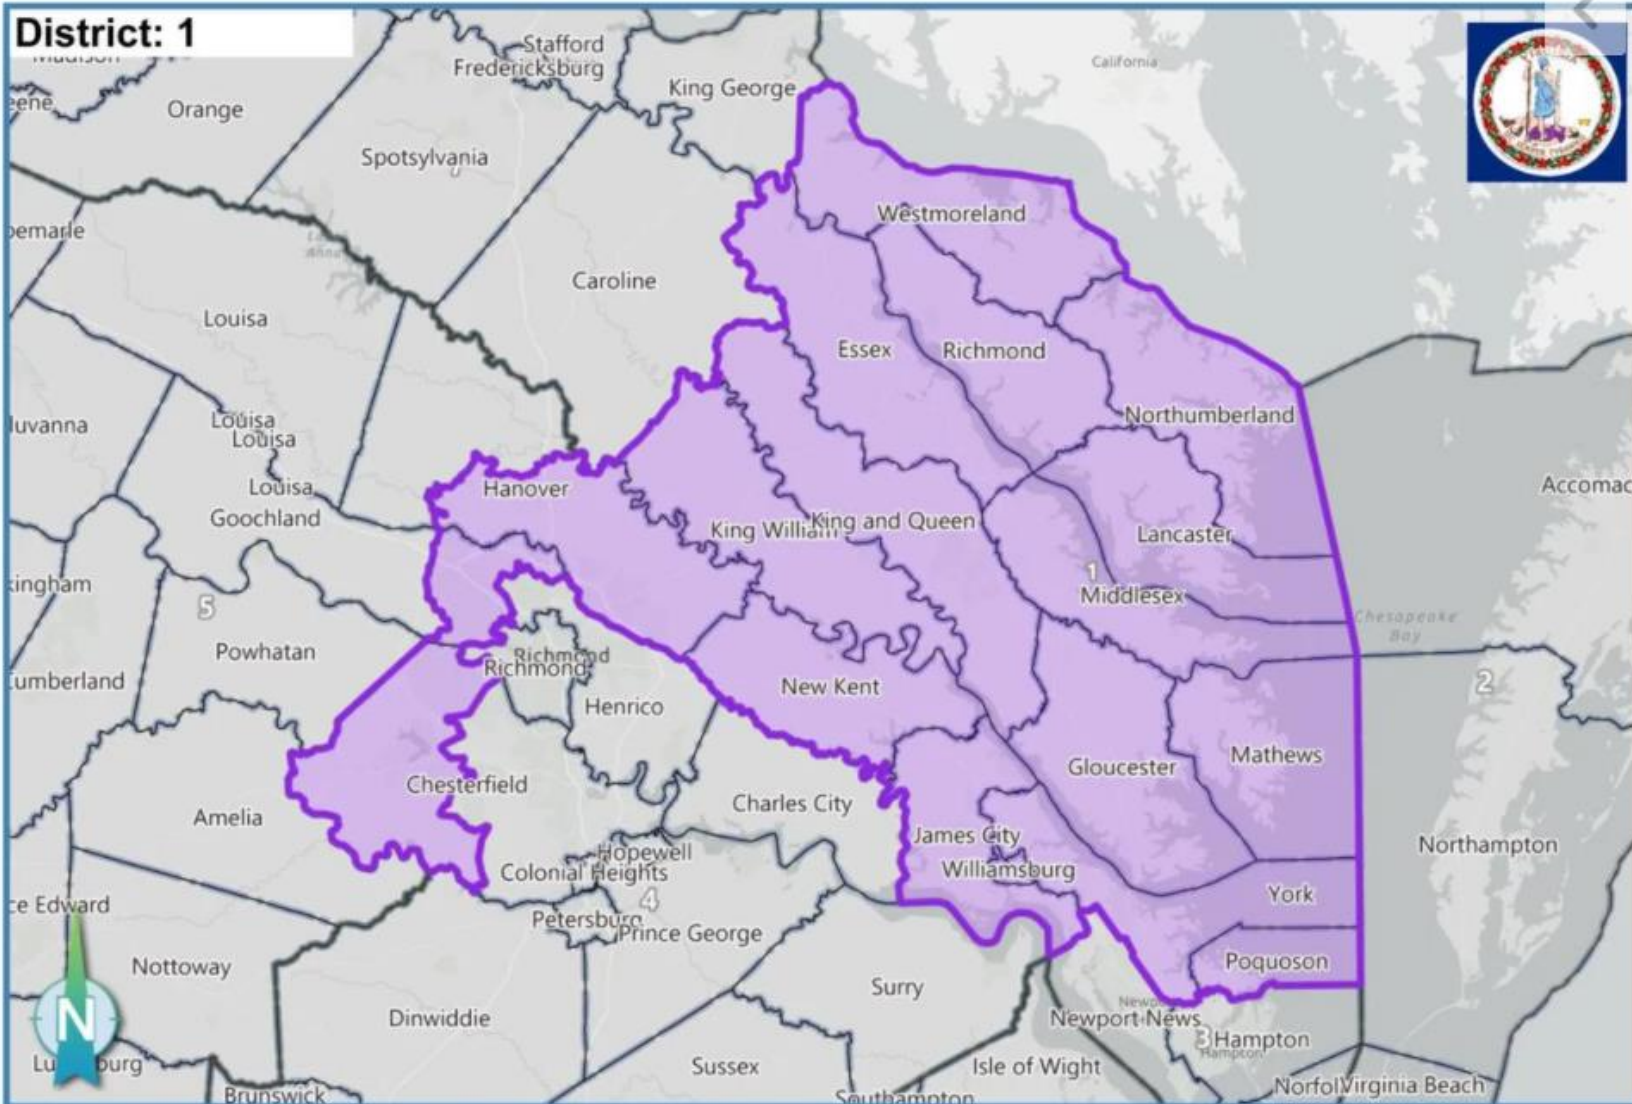 District: 1
Stafford
Fredericksburg
California
King George
Orange
Spotsylvania
Westmoreland
Caroline
Louisa
Essex
Richmond
Northumberland
Louisa
Louisa
Louisa
Hanover
Accomac
Goochland
King William
King and Queen
Lancaster
1
Middlesex
5
Chesapeake
Bay
Powhatan
Richmond
Richmond
2
New Kent
Henrico
Mathews
Gloucester
Chesterfield
Charles City
Amelia
James City
Northampton
Hopewell
Colonial Heights
Williamsburg
York
4
Petersburg
Prince George
Poquoson
Nottoway
Surry
N
Dinwiddie
Newport News
3
Hampton
Hampton
Sussex
Isle of Wight
Norfol
Virginia Beach
Brunswick
Southampton